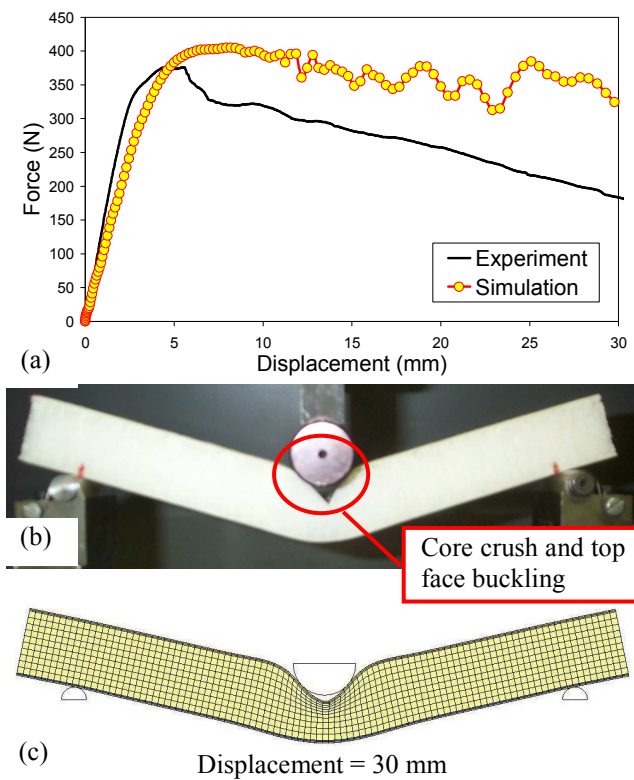 450
400
350
300
250
200
150
100
50
0
Force (N)
Experiment
Simulation
0 5 10 15 20 25 30
(a) Displacement (mm)
(b)
Core crush and top
face buckling
(c)
Displacement = 30 mm